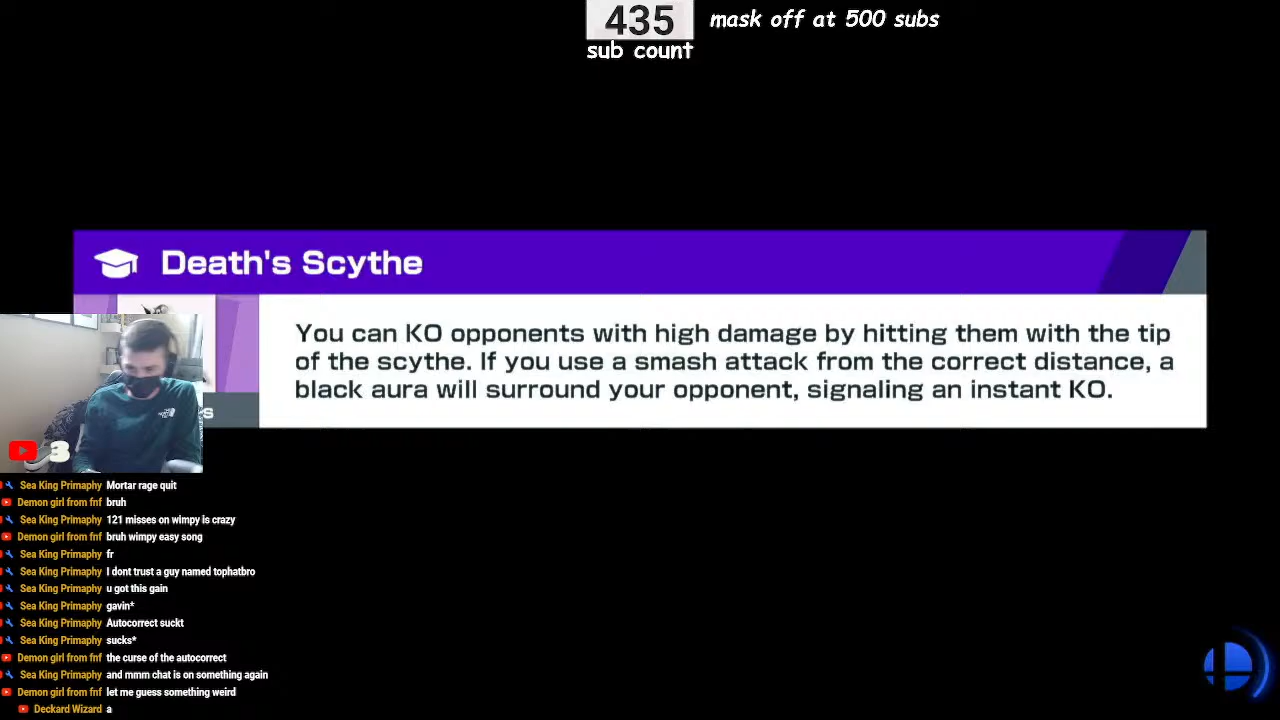 435
mask off at 500 subs
sub count
Death's Scythe
You can KO opponents with high damage by hitting them with the tip
of the scythe. If you use a smash attack from the correct distance, a
black aura will surround your opponent, signaling an instant KO.
s
3
Sea King Primaphy Mortar rage quit
Demon girl from fnf bruh
Sea King Primaphy 121 misses on wimpy is crazy
Demon girl from fnf bruh wimpy easy song
Sea King Primaphy fr
Sea King Primaphy I dont trust a guy named tophatbro
Sea King Primaphy u got this gain
Sea King Primaphy gavin*
Sea King Primaphy Autocorrect suckt
Sea King Primaphy sucks*
Demon girl from fnf the curse of the autocorrect
Sea King Primaphy and mmm chat is on something again
Demon girl from fnf let me guess something weird
Deckard Wizard a